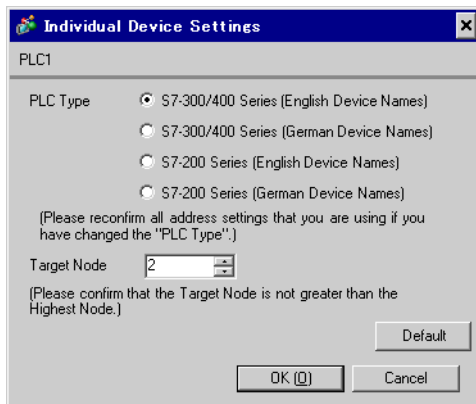 Individual Device Settings
PLC1
PLC Type
S7-300/400 Series (English Device Names)
S7-300/400 Series (German Device Names)
S7-200 Series (English Device Names)
S7-200 Series (German Device Names)
(Please reconfirm all address settings that you are using if you
have changed the "PLC Type".)
Target Node 2
(Please confirm that the Target Node is not greater than the
Highest Node.)
Default
OK (O) Cancel